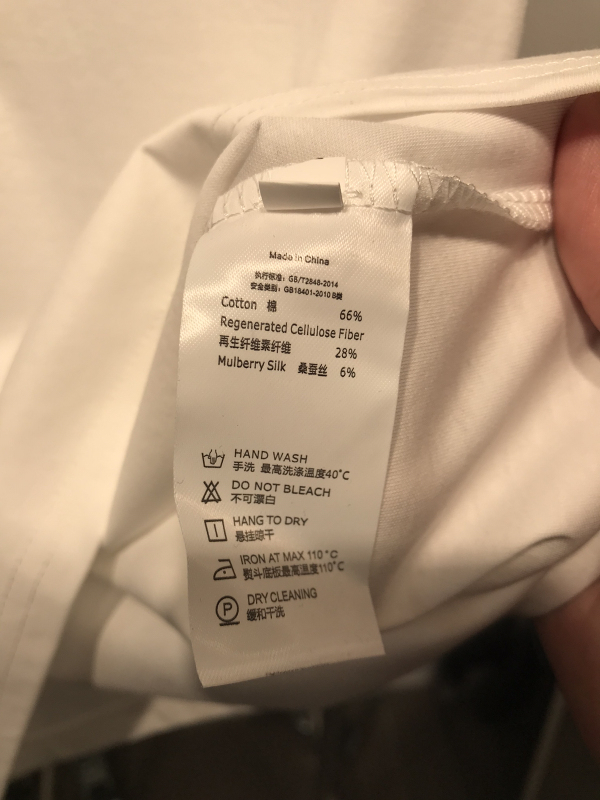 Made in China
执行标准: GB/T2848-2014
安全类别: GB18401-2010 B类
Cotton 棉 66%
Regenerated Cellulose Fiber
再生纤维素纤维 28%
Mulberry Silk 桑蚕丝 6%
HAND WASH
手洗 最高洗涤温度40°C
DO NOT BLEACH
不可漂白
HANG TO DRY
悬挂晾干
IRON AT MAX 110°C
熨斗底板最高温度110°C
P
DRY CLEANING
缓和干洗